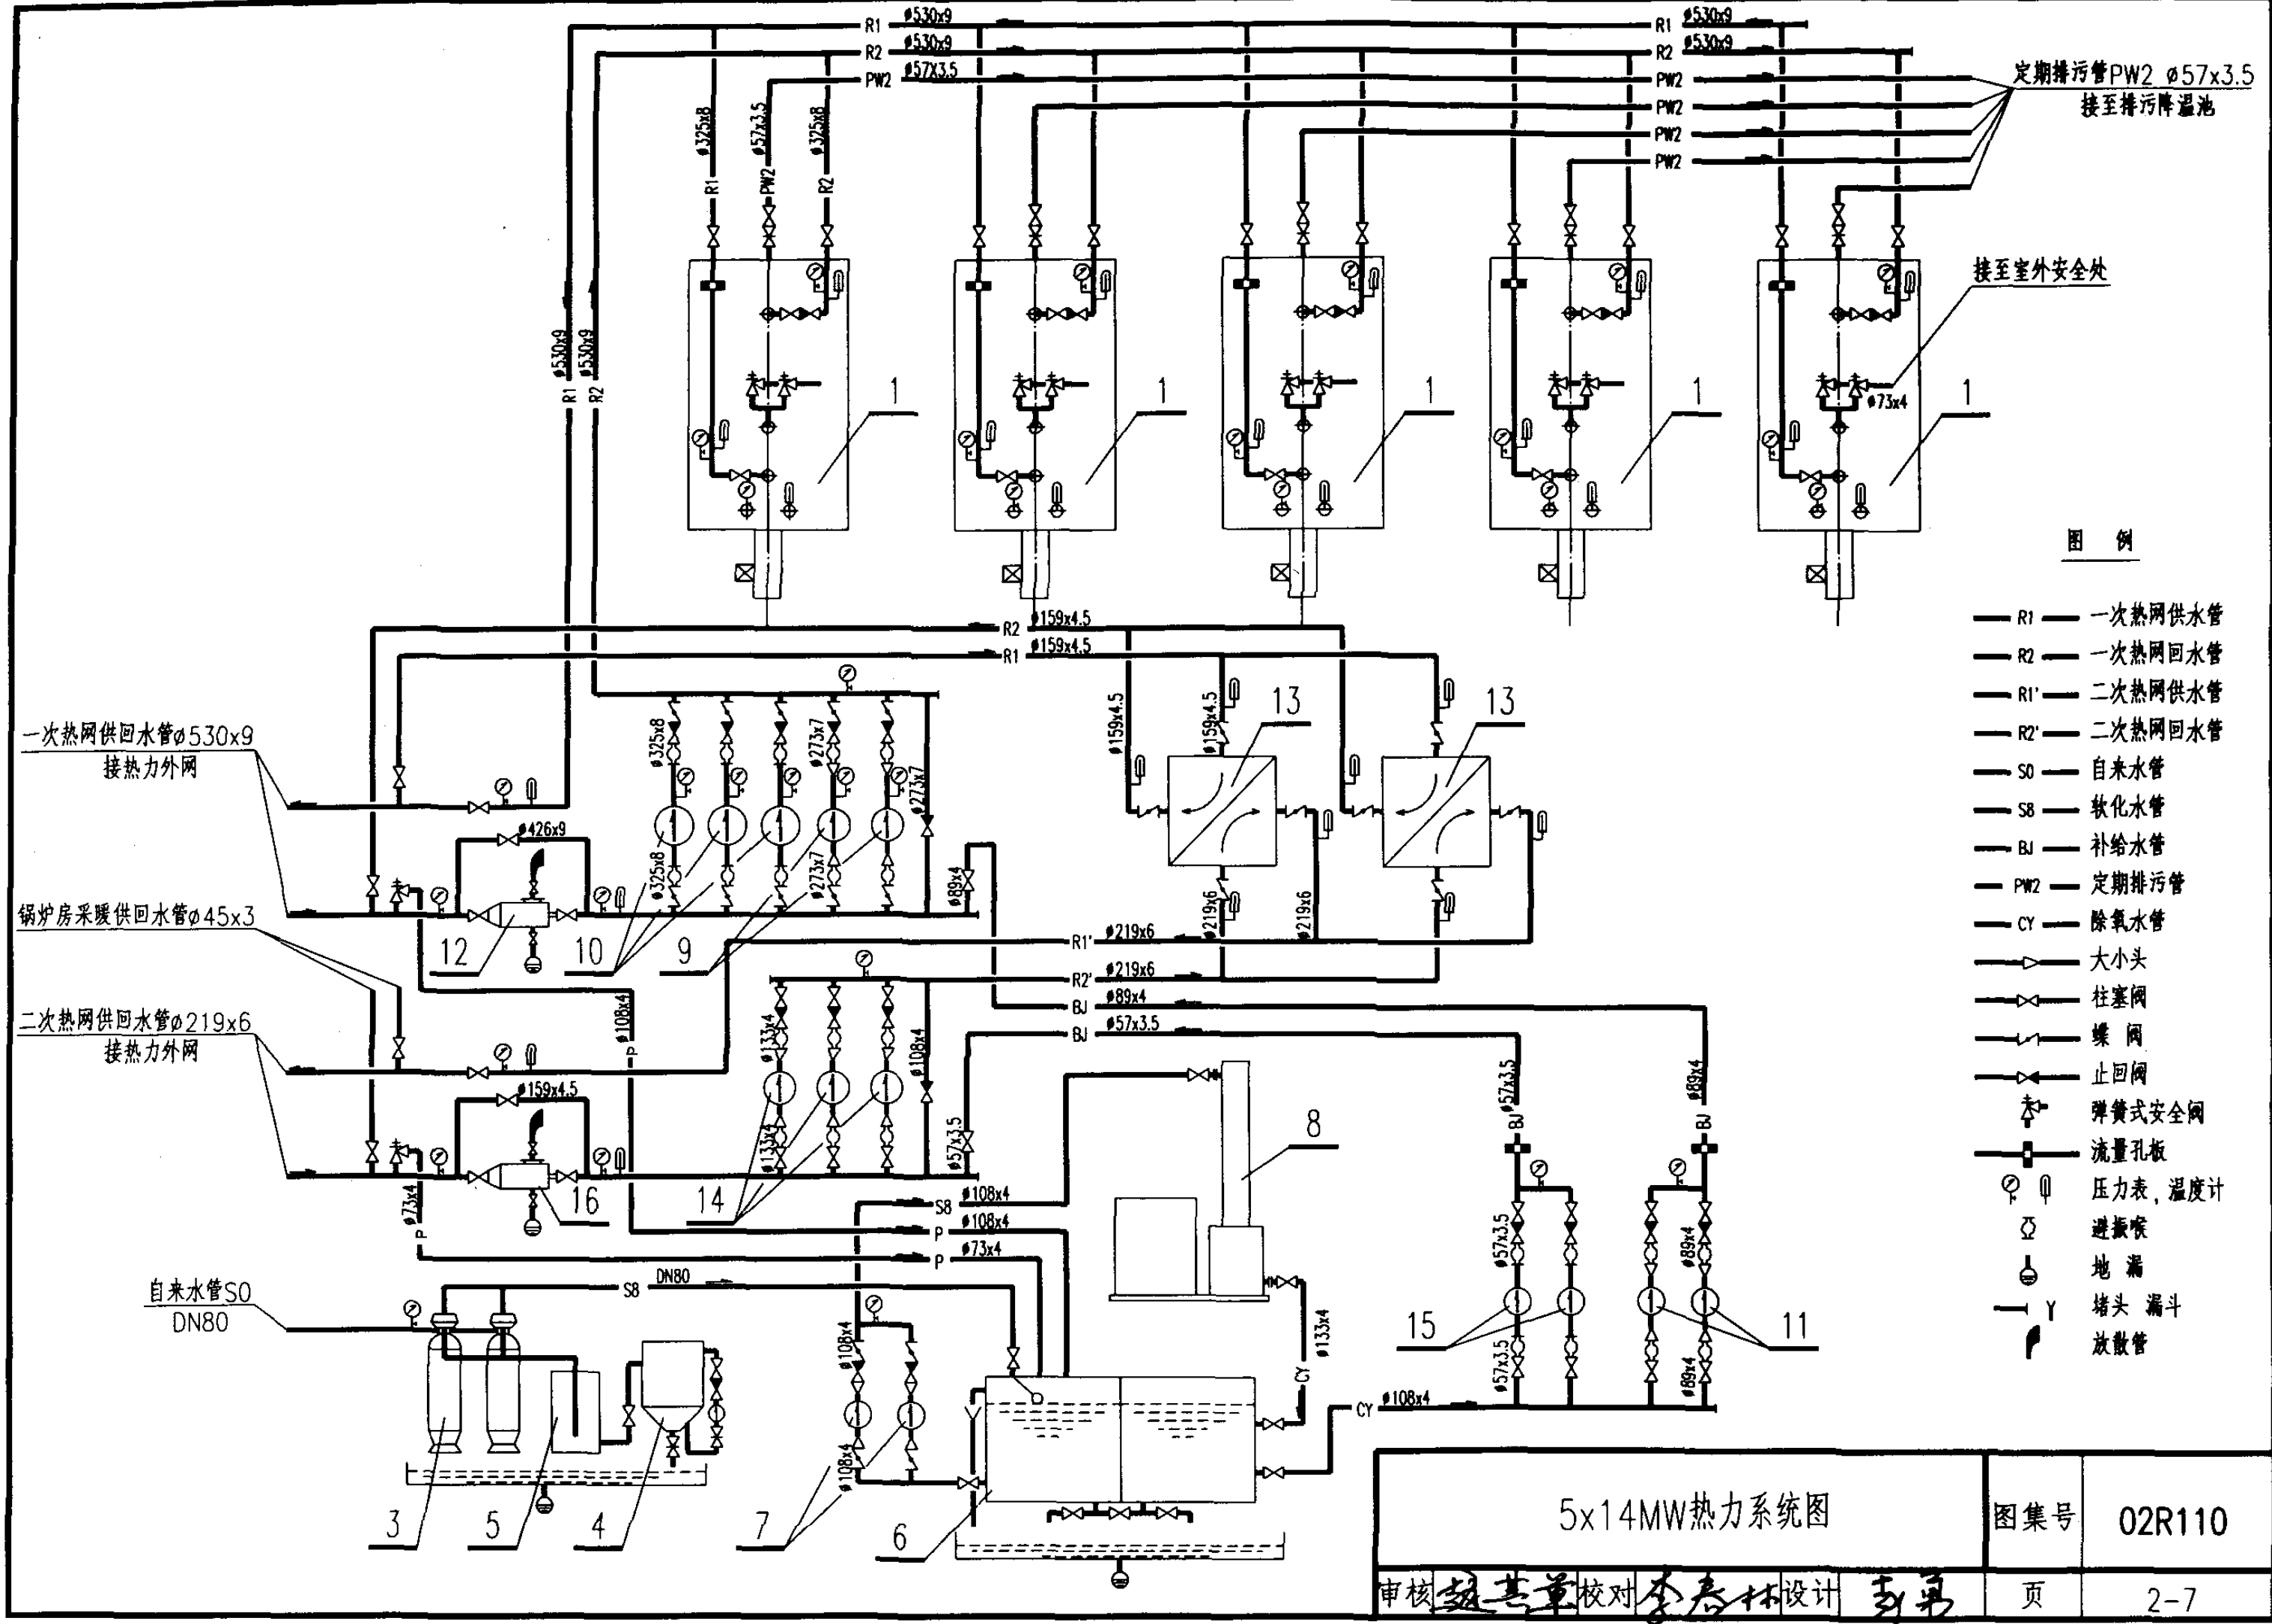 R1 ø530x9 R1 ø530x9
R2 ø530x9 R2 ø530x9
PW2 ø57x3.5 PW2
PW2
PW2
PW2
定期排污管PW2 ø57x3.5
接至排污降温池
ø325x8 ø57x3.5 ø325x8
R1 PW2 R2
接至室外安全处
ø530x9 ø530x9
R1 R2
1 1 1 1 1
ø73x4
图 例
R1 一次热网供水管
R2 一次热网回水管
R1' 二次热网供水管
R2' 二次热网回水管
S0 自来水管
S8 软化水管
BJ 补给水管
PW2 定期排污管
CY 除氧水管
大小头
柱塞阀
蝶 阀
止回阀
弹簧式安全阀
流量孔板
压力表,温度计
避振喉
地 漏
堵头 漏斗
放散管
R2 ø159x4.5
R1 ø159x4.5
ø159x4.5 ø159x4.5
13 13
一次热网供回水管ø530x9
接热力外网
ø325x8 ø273x7 ø273x7
ø426x9
ø325x8 ø273x7 ø89x4
锅炉房采暖供回水管ø45x3
12 10 9
ø219x6 ø219x6
R1' ø219x6
R2' ø219x6
BJ ø89x4
BJ ø57x3.5
二次热网供回水管ø219x6
接热力外网
ø108x4
P
ø133x4 ø108x4
ø159x4.5
ø133x4 ø57x3.5
ø57x3.5 ø89x4
BJ BJ
8
16 14
ø73x4
P
S8 ø108x4
P ø108x4
P ø73x4
S8 DN80
自来水管S0
DN80
ø57x3.5 ø89x4
15 11
ø57x3.5 ø89x4
ø133x4
CY
CY ø108x4
ø108x4
ø108x4
3 5 4 7 6
5x14MW热力系统图
图集号 02R110
审核 校对 设计
页 2-7